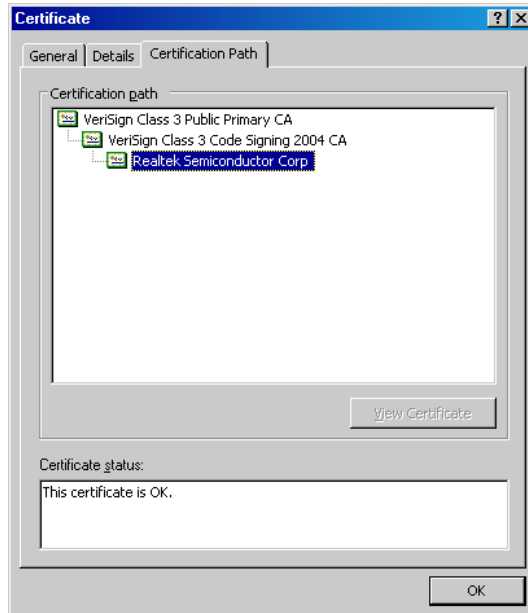 Certificate
General
Details
Certification Path
Certification path
VeriSign Class 3 Public Primary CA
VeriSign Class 3 Code Signing 2004 CA
Realtek Semiconductor Corp
View Certificate
Certificate status:
This certificate is OK.
OK